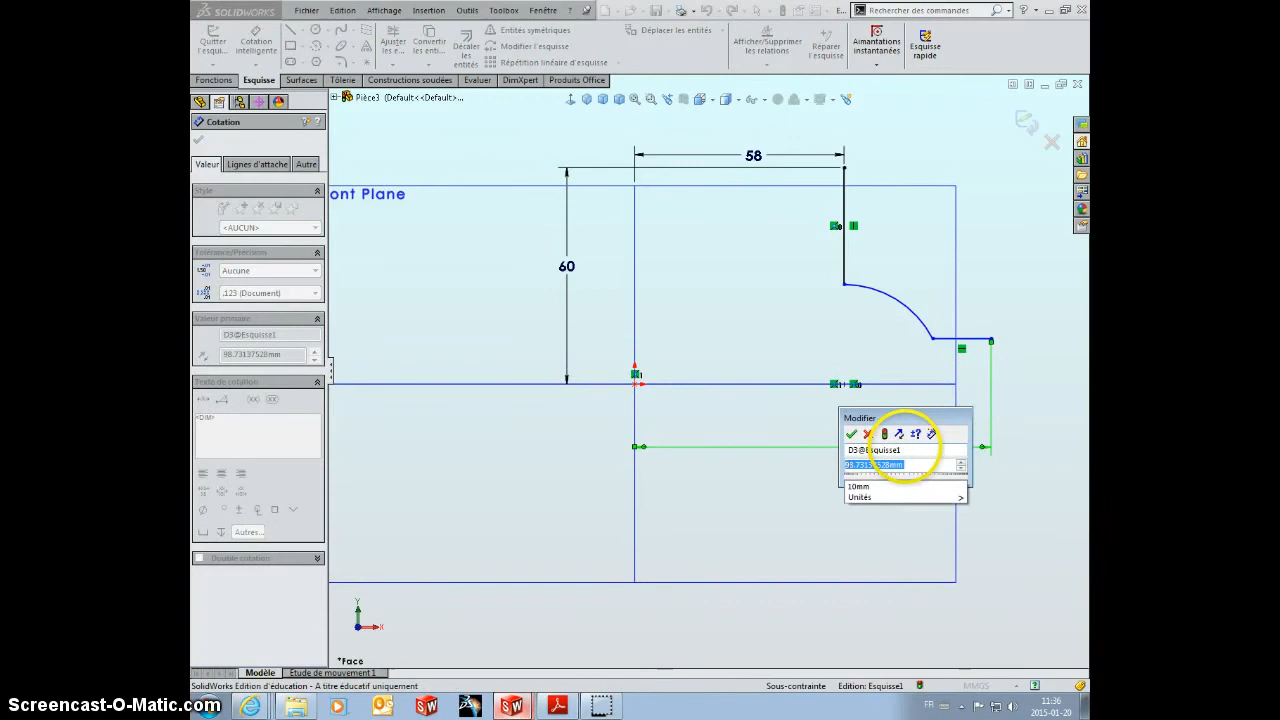 SOLIDWORKS Fichier Edition Affichage Insertion Outils Toolbox Fenêtre E... Rechercher des commandes
Quitter l'esqui... Cotation intelligente Ajuster les e... Convertir les enti... Décaler les entités Entités symétriques Déplacer les entités Afficher/Supprimer les relations Réparer l'esquisse Aimantations instantanées Esquisse rapide
Modifier l'esquisse
Répétition linéaire d'esquisse
Fonctions Esquisse Surfaces Tôlerie Constructions soudées Evaluer DimXpert Produits Office
Pièce3 (Default<<Default>...
Cotation
Valeur Lignes d'attache Autre
Style
<AUCUN>
Tolérance/Précision
Aucune
.123 (Document)
Valeur primaire
D3@Esquisse1
98.73137528mm
Texte de cotation
<DIM>
Autres...
Double cotation
ont Plane
58
60
Modifier
D3@Esquisse1
98.73137528mm
10mm
Unités >
Y
X
*Face
Modèle Etude de mouvement 1
SolidWorks Edition d'éducation - A titre éducatif uniquement Sous-contrainte Edition: Esquisse1 MMGS
FR 11:36
2015-01-20
Screencast-O-Matic.com